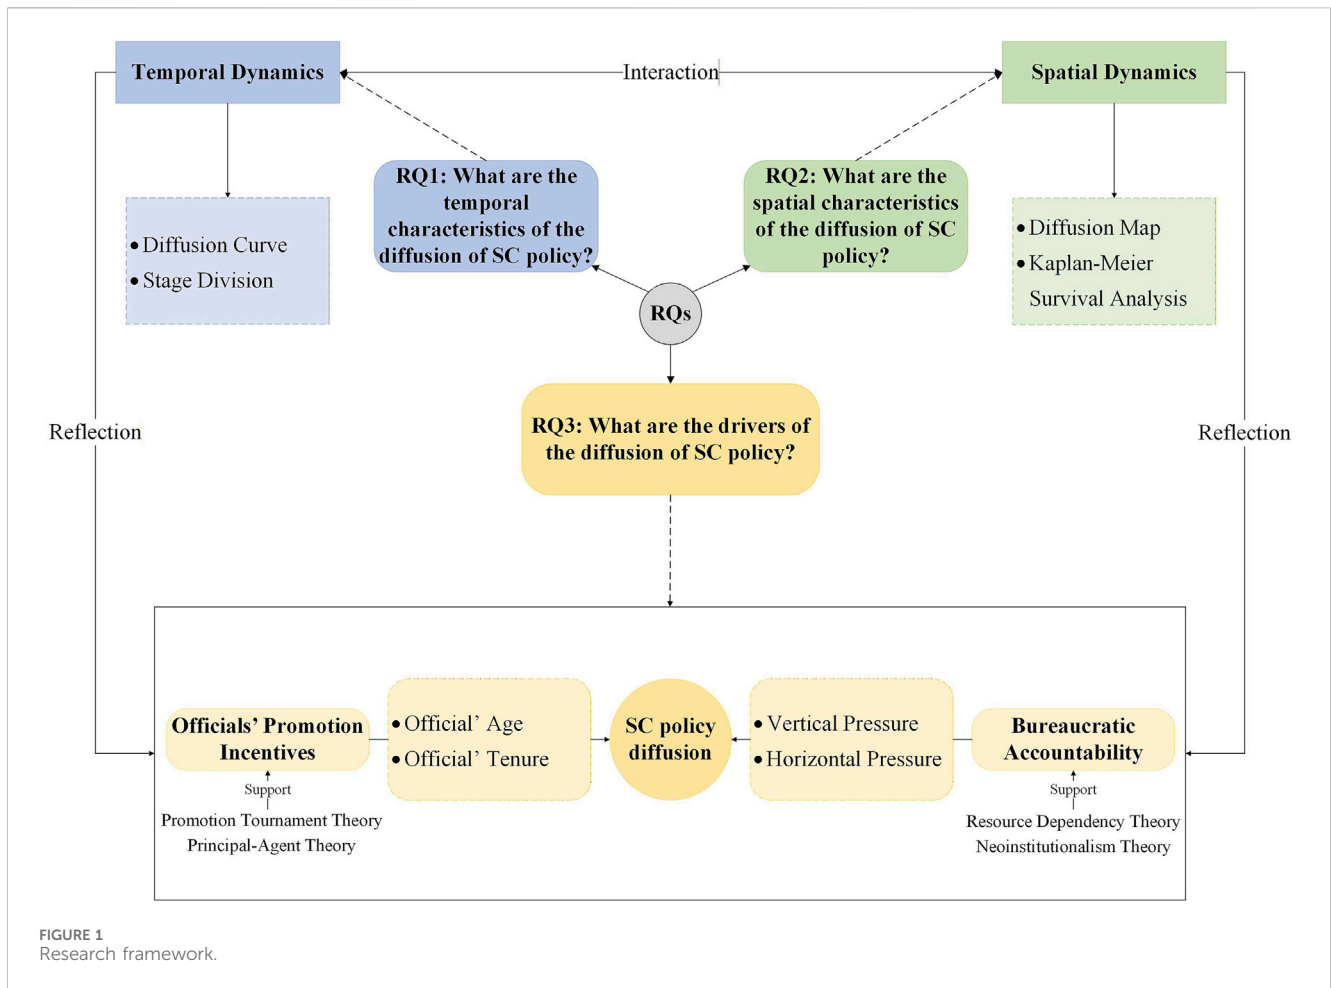 Temporal Dynamics
Interaction
Spatial Dynamics
RQ1: What are the
temporal
characteristics of the
diffusion of SC policy?
RQ2: What are the
spatial characteristics
of the diffusion of SC
policy?
• Diffusion Curve
• Stage Division
• Diffusion Map
• Kaplan-Meier
Survival Analysis
RQs
Reflection
RQ3: What are the drivers of
the diffusion of SC policy?
Reflection
Officials’ Promotion
Incentives
• Official’ Age
• Official’ Tenure
SC policy
diffusion
• Vertical Pressure
• Horizontal Pressure
Bureaucratic
Accountability
Support
Promotion Tournament Theory
Principal-Agent Theory
Support
Resource Dependency Theory
Neoinstitutionalism Theory
FIGURE 1
Research framework.